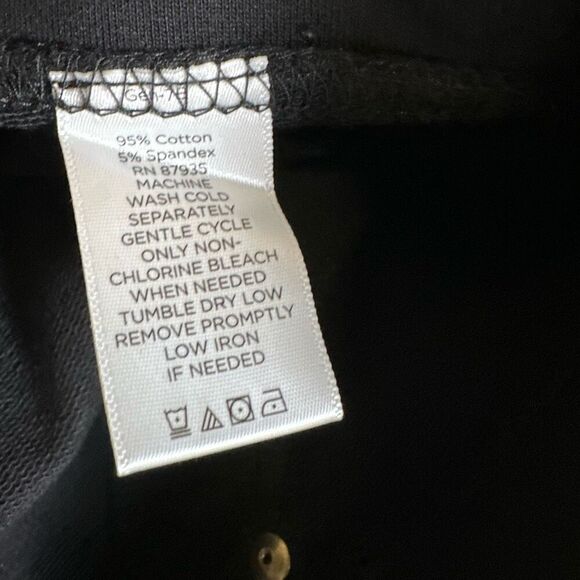 95% Cotton
5% Spandex
RN 87935
MACHINE
WASH COLD
SEPARATELY
GENTLE CYCLE
ONLY NON-
CHLORINE BLEACH
WHEN NEEDED
TUMBLE DRY LOW
REMOVE PROMPTLY
LOW IRON
IF NEEDED